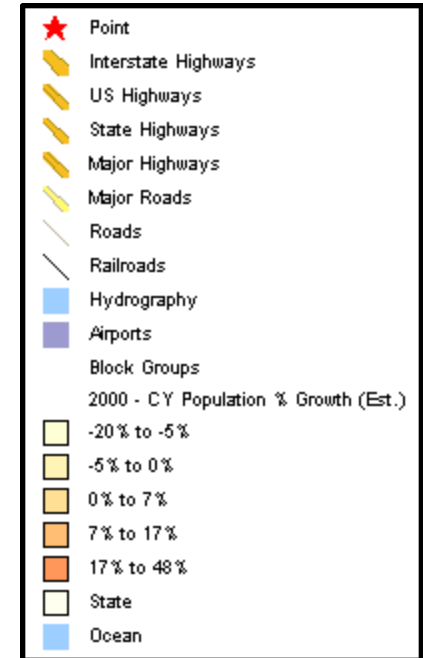 Point
Interstate Highways
US Highways
State Highways
Major Highways
Major Roads
Roads
Railroads
Hydrography
Airports
Block Groups
2000 - CY Population % Growth (Est.)
-20% to -5%
-5% to 0%
0% to 7%
7% to 17%
17% to 48%
State
Ocean